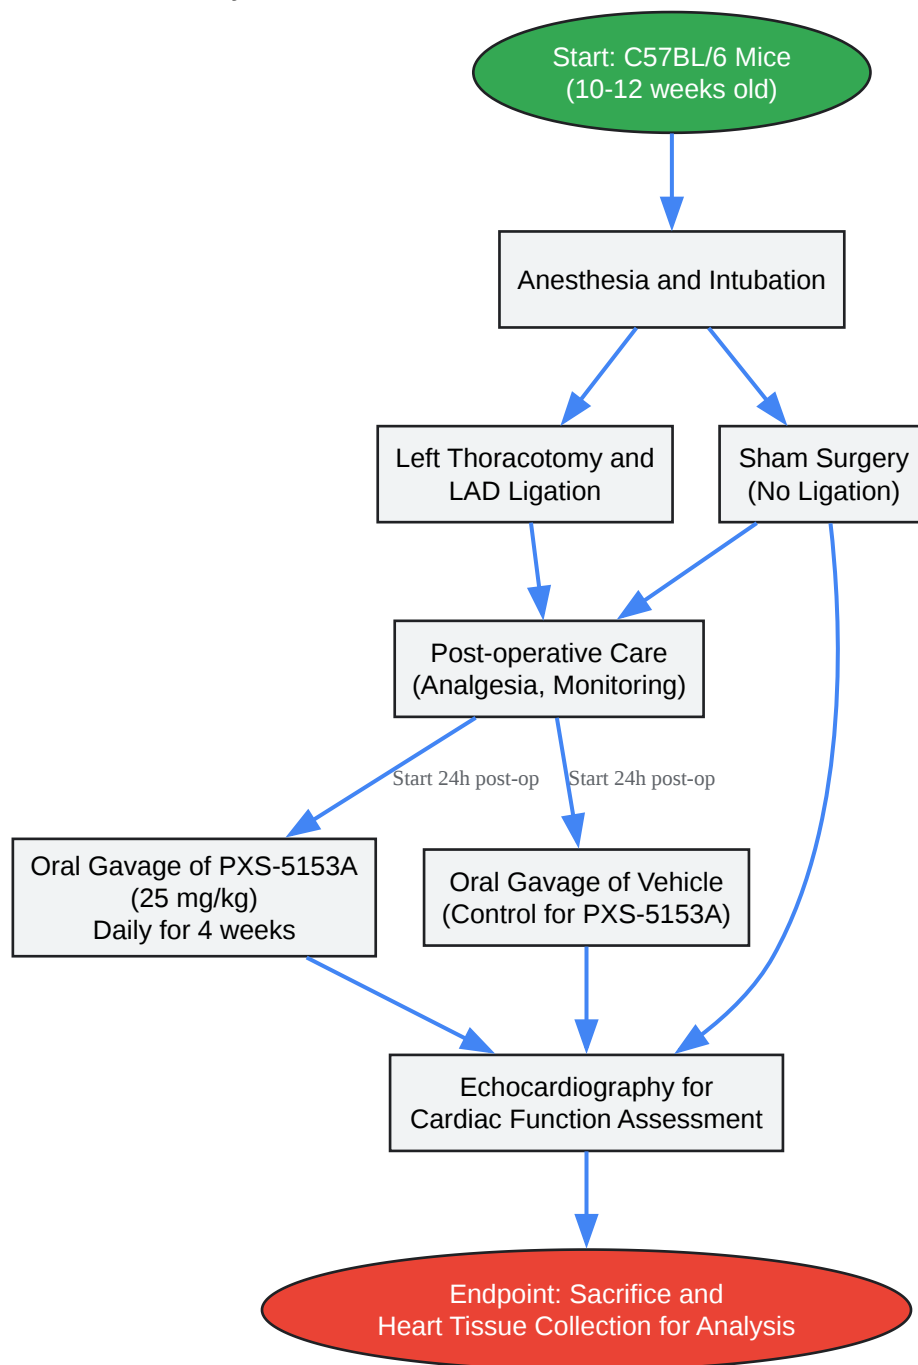 Start: C57BL/6 Mice
(10-12 weeks old)
Anesthesia and Intubation
Left Thoracotomy and
LAD Ligation
Sham Surgery
(No Ligation)
Post-operative Care
(Analgesia, Monitoring)
Start 24h post-op
Start 24h post-op
Oral Gavage of PXS-5153A
(25 mg/kg)
Daily for 4 weeks
Oral Gavage of Vehicle
(Control for PXS-5153A)
Echocardiography for
Cardiac Function Assessment
Endpoint: Sacrifice and
Heart Tissue Collection for Analysis